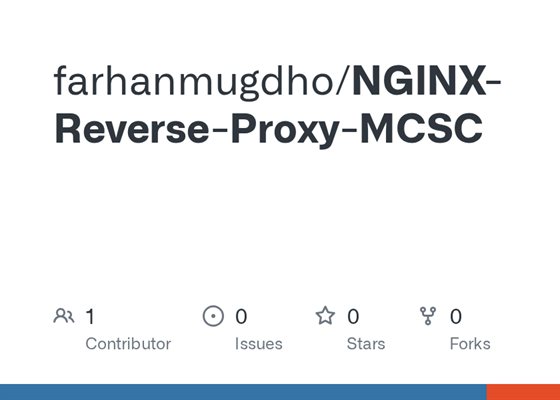 farhanmugdho/NGINX-
Reverse-Proxy-MCSC
1 0 0 0
Contributor Issues Stars Forks